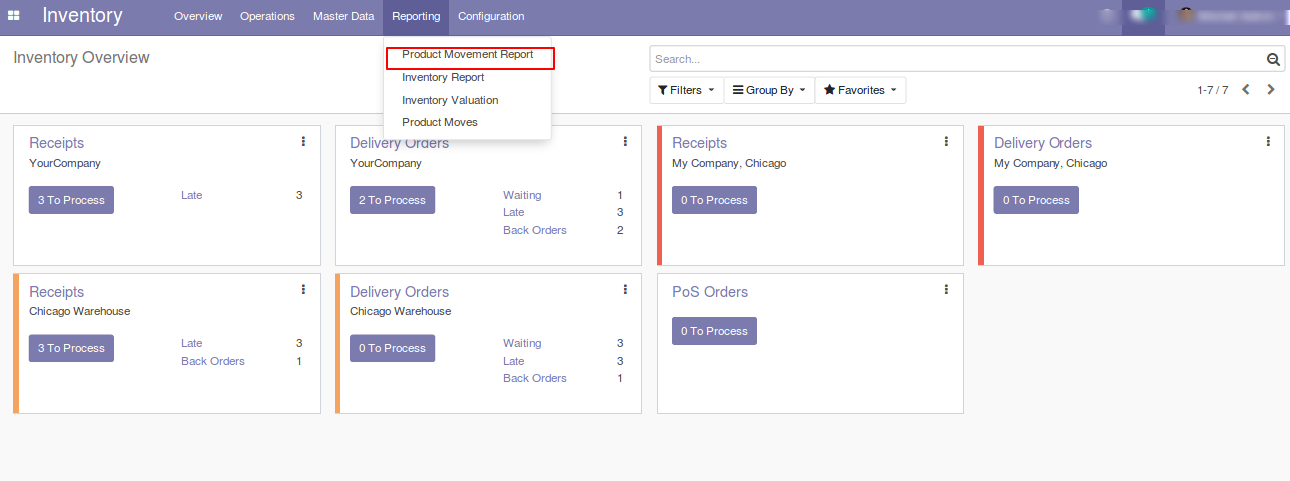 Inventory Overview Operations Master Data Reporting Configuration
Inventory Overview
Product Movement Report
Inventory Report
Inventory Valuation
Product Moves
Search...
Filters Group By Favorites 1-7 / 7
Receipts
YourCompany
3 To Process
Late 3
Delivery Orders
YourCompany
2 To Process
Waiting 1
Late 3
Back Orders 2
Receipts
My Company, Chicago
0 To Process
Delivery Orders
My Company, Chicago
0 To Process
Receipts
Chicago Warehouse
3 To Process
Late 3
Back Orders 1
Delivery Orders
Chicago Warehouse
0 To Process
Waiting 3
Late 3
Back Orders 1
PoS Orders
0 To Process